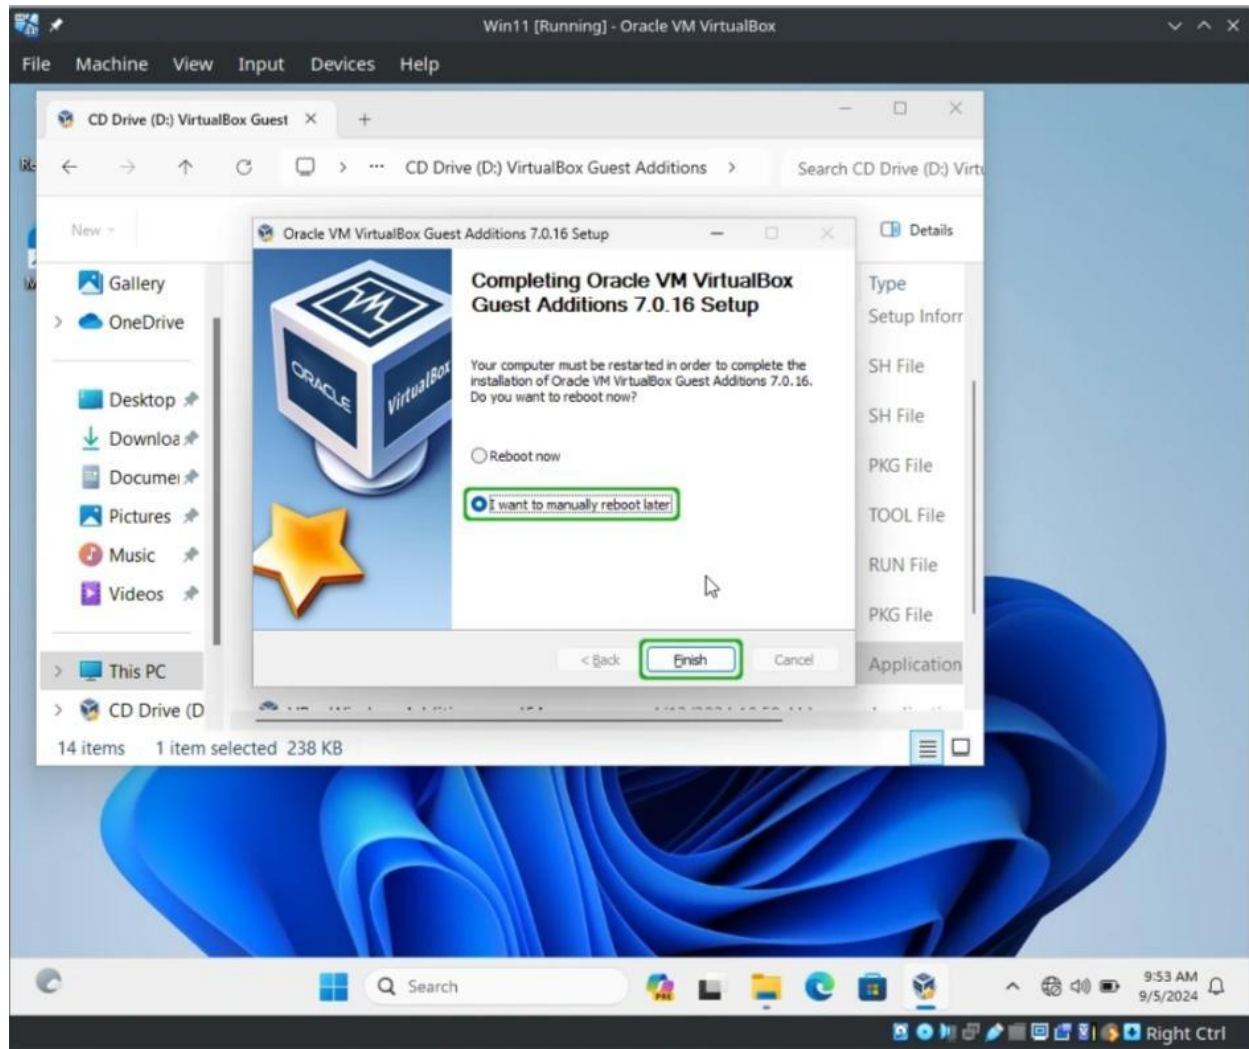 Win11 [Running] - Oracle VM VirtualBox
File Machine View Input Devices Help
CD Drive (D:) VirtualBox Guest
CD Drive (D:) VirtualBox Guest Additions
Search CD Drive (D:) Virtu
New
Details
Oracle VM VirtualBox Guest Additions 7.0.16 Setup
Completing Oracle VM VirtualBox
Guest Additions 7.0.16 Setup
Your computer must be restarted in order to complete the
installation of Oracle VM VirtualBox Guest Additions 7.0.16.
Do you want to reboot now?
Reboot now
I want to manually reboot later
< Back Finish Cancel
ORACLE
VirtualBox
Gallery
OneDrive
Desktop
Downloa
Documei
Pictures
Music
Videos
This PC
CD Drive (D
Type
Setup Inforr
SH File
SH File
PKG File
TOOL File
RUN File
PKG File
Application
14 items 1 item selected 238 KB
Search
PRE
9:53 AM
9/5/2024
Right Ctrl